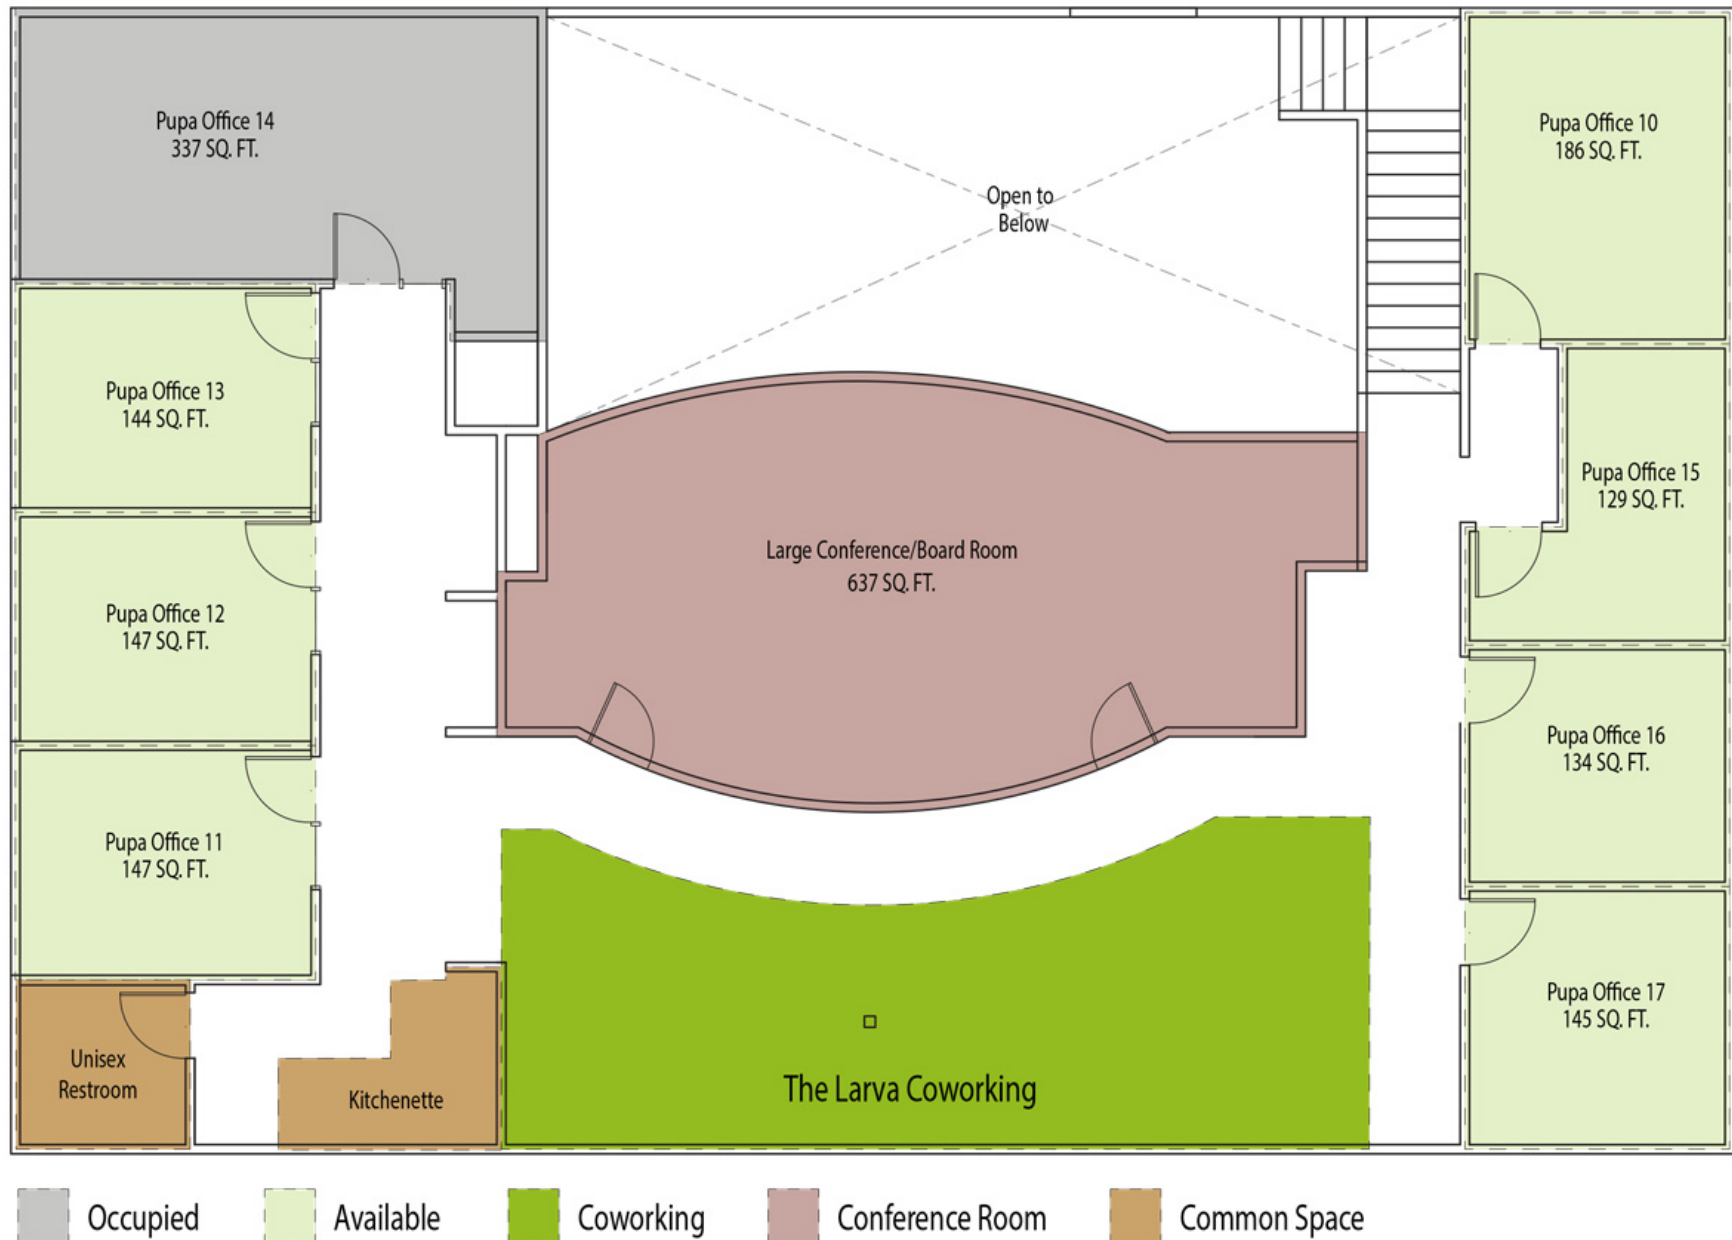 Pupa Office 14
337 SQ. FT.
Pupa Office 10
186 SQ. FT.
Open to
Below
Pupa Office 13
144 SQ. FT.
Pupa Office 15
129 SQ. FT.
Large Conference/Board Room
637 SQ. FT.
Pupa Office 12
147 SQ. FT.
Pupa Office 16
134 SQ. FT.
Pupa Office 11
147 SQ. FT.
Pupa Office 17
145 SQ. FT.
Unisex
Restroom
Kitchenette
The Larva Coworking
Occupied
Available
Coworking
Conference Room
Common Space